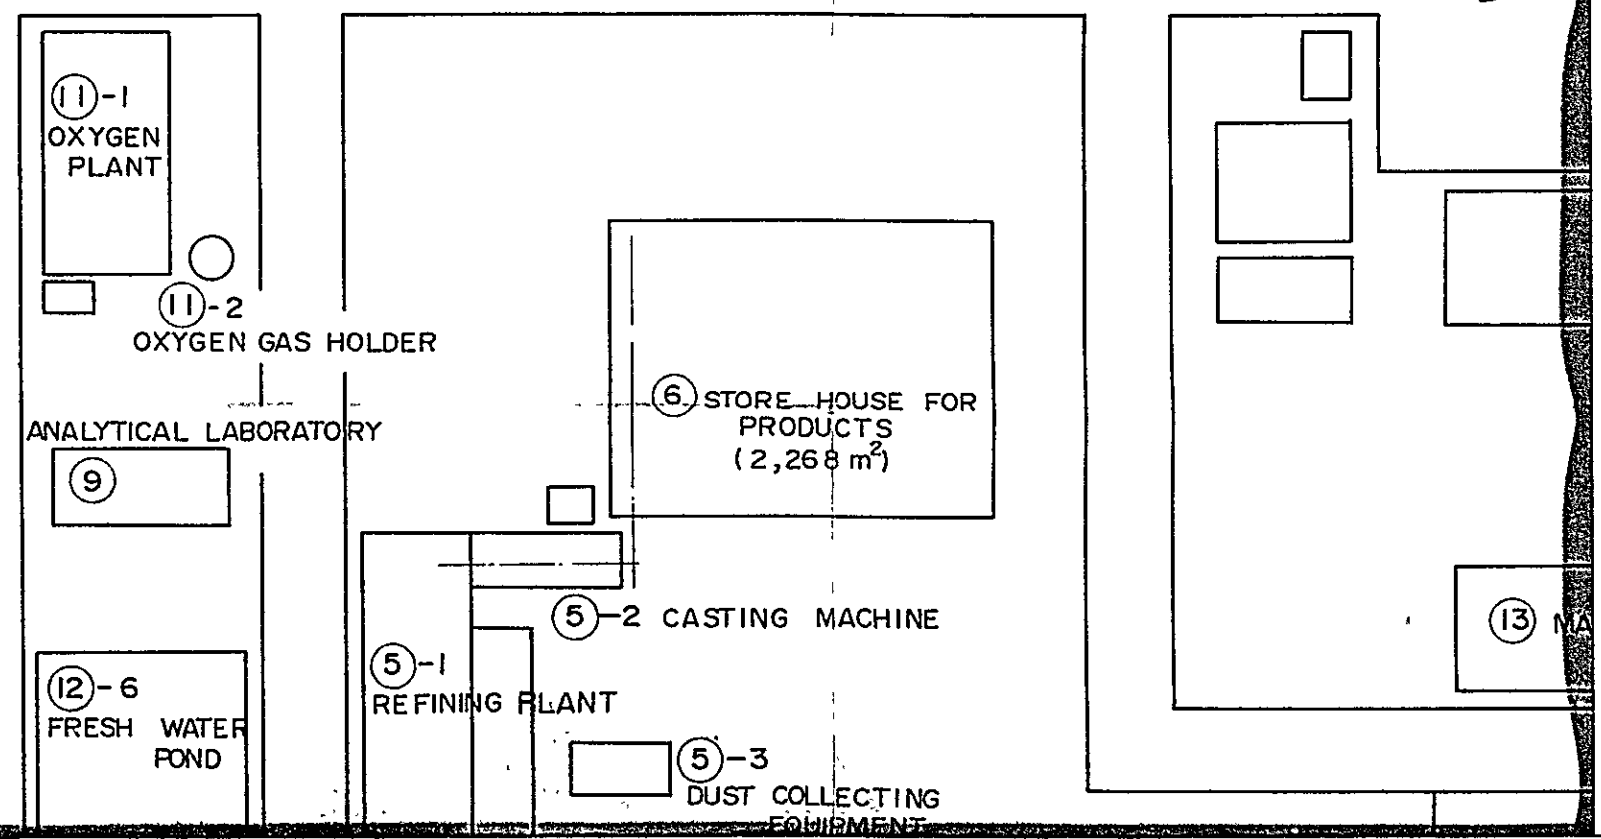 11-1
OXYGEN
PLANT
11-2
OXYGEN GAS HOLDER
6 STORE HOUSE FOR
PRODUCTS
(2,268 m²)
ANALYTICAL LABORATORY
9
5-2 CASTING MACHINE
5-1
REFINING PLANT
12-6
FRESH WATER
POND
5-3
DUST COLLECTING
EQUIPMENT
13 MA